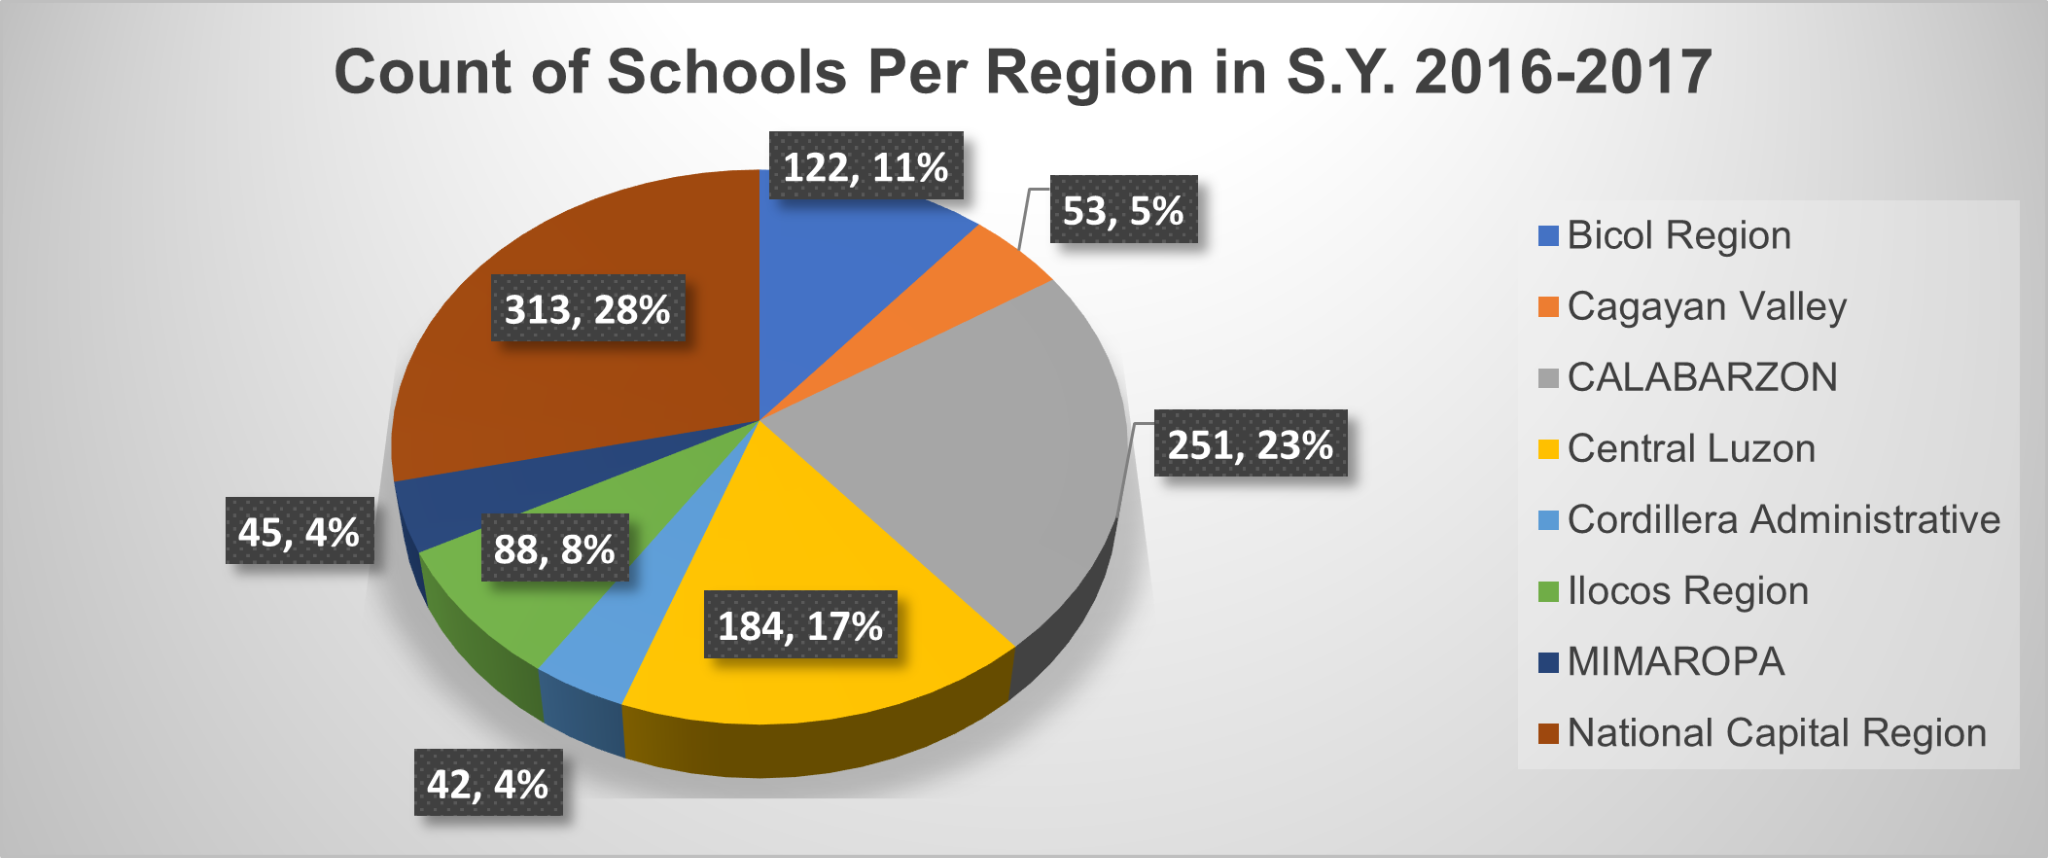 Count of Schools Per Region in S.Y. 2016-2017
122, 11%
53, 5%
251, 23%
184, 17%
42, 4%
88, 8%
45, 4%
313, 28%
Bicol Region
Cagayan Valley
CALABARZON
Central Luzon
Cordillera Administrative
Ilocos Region
MIMAROPA
National Capital Region